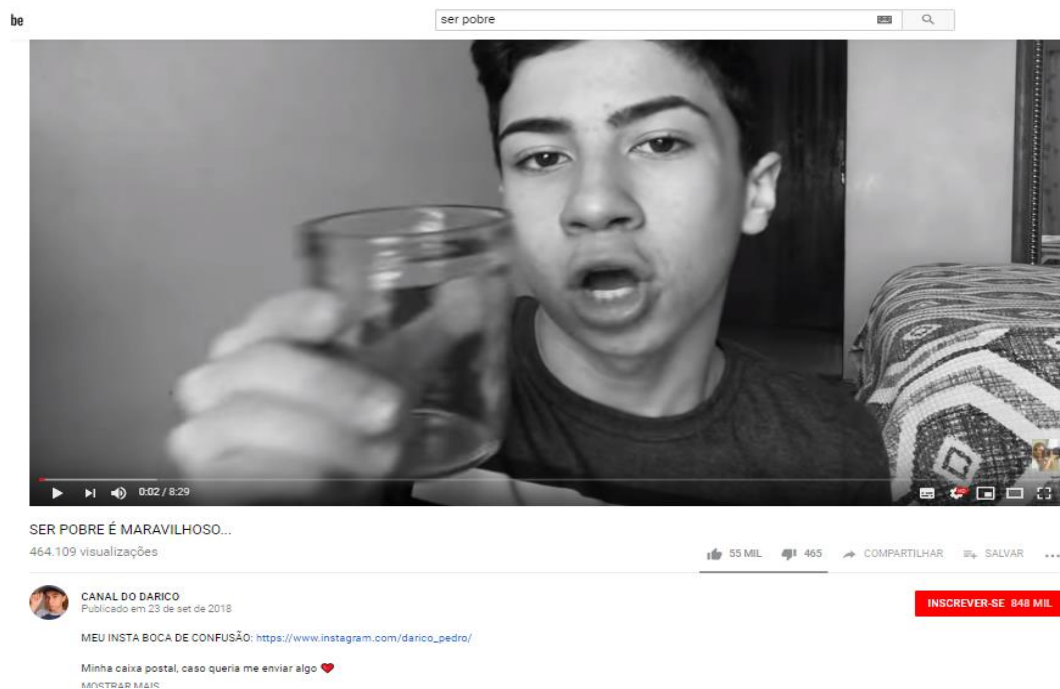 be
ser pobre
0:02 / 8:29
SER POBRE É MARAVILHOSO...
464.109 visualizações
55 MIL 465 COMPARTILHAR SALVAR
CANAL DO DARICO
Publicado em 23 de set de 2018
INSCREVER-SE 848 MIL
MEU INSTA BOCA DE CONFUSÃO: https://www.instagram.com/darico_pedro/
Minha caixa postal, caso queria me enviar algo ❤
MOSTRAR MAIS